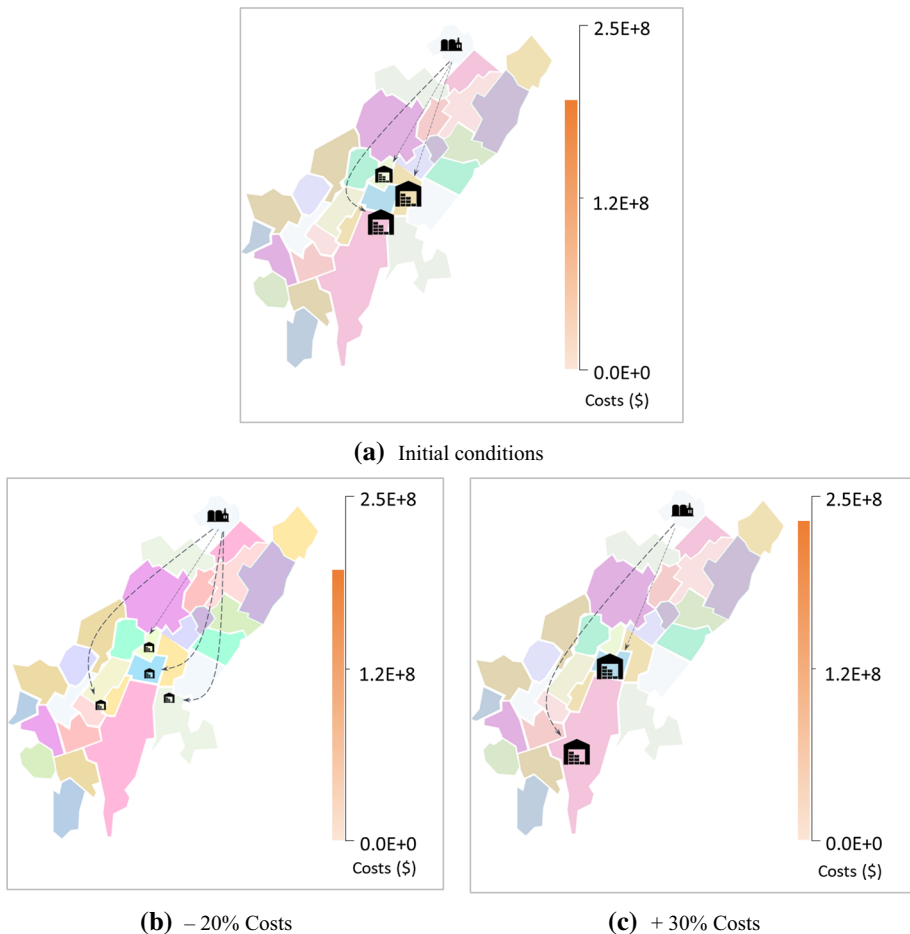 2.5E+8
1.2E+8
0.0E+0
Costs ($)
(a) Initial conditions
2.5E+8
1.2E+8
0.0E+0
Costs ($)
2.5E+8
1.2E+8
0.0E+0
Costs ($)
(b) – 20% Costs
(c) + 30% Costs